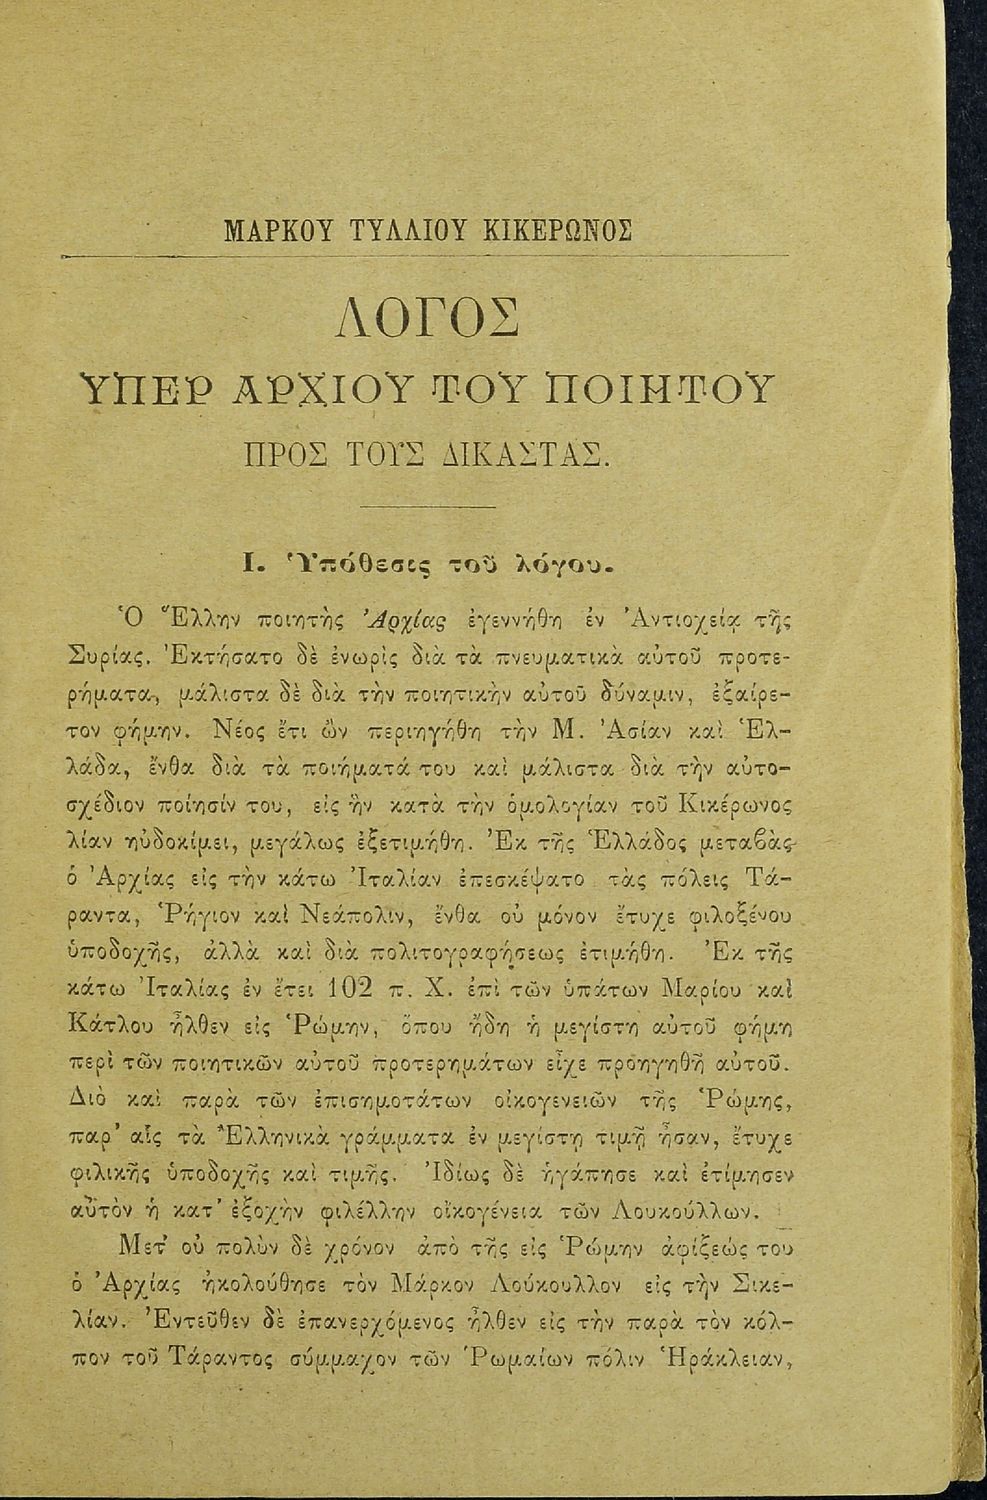 ΜΑΡΚΟΥ ΤΥΛΛΙΟΥ ΚΙΚΕΡΩΝΟΣ
ΛΟΓΟΣ
ΥΠΕΡ ΑΡΧΙΟΥ ΤΟΥ ΠΟΙΗΤΟΥ
ΠΡΟΣ ΤΟΥΣ ΔΙΚΑΣΤΑΣ.
I. Ὑπόθεσις τοῦ λόγου.
Ὁ Ἕλλην ποιητὴς Ἀρχίας ἐγεννήθη ἐν Ἀντιοχείᾳ τῆς
Συρίας. Ἐκτήσατο δὲ ἐνωρὶς διὰ τὰ πνευματικὰ αὐτοῦ προτε-
ρήματα, μάλιστα δὲ διὰ τὴν ποιητικὴν αὐτοῦ δύναμιν, ἐξαίρε-
τον φήμην. Νέος ἔτι ὢν περιηγήθη τὴν Μ. Ἀσίαν καὶ Ἑλ-
λάδα, ἔνθα διὰ τὰ ποιήματά του καὶ μάλιστα διὰ τὴν αὐτο-
σχέδιον ποίησίν του, εἰς ἣν κατὰ τὴν ὁμολογίαν τοῦ Κικέρωνος
λίαν ηὐδοκίμει, μεγάλως ἐξετιμήθη. Ἐκ τῆς Ἑλλάδος μεταβὰς
ὁ Ἀρχίας εἰς τὴν κάτω Ἰταλίαν ἐπεσκέψατο τὰς πόλεις Τά-
ραντα, Ῥήγιον καὶ Νεάπολιν, ἔνθα οὐ μόνον ἔτυχε φιλοξένου
ὑποδοχῆς, ἀλλὰ καὶ διὰ πολιτογραφήσεως ἐτιμήθη. Ἐκ τῆς
κάτω Ἰταλίας ἐν ἔτει 102 π. Χ. ἐπὶ τῶν ὑπάτων Μαρίου καὶ
Κάτλου ἦλθεν εἰς Ῥώμην, ὅπου ἤδη ἡ μεγίστη αὐτοῦ φήμη
περὶ τῶν ποιητικῶν αὐτοῦ προτερημάτων εἶχε προηγηθῆ αὐτοῦ.
Διὸ καὶ παρὰ τῶν ἐπισημοτάτων οἰκογενειῶν τῆς Ῥώμης,
παρ' αἷς τὰ Ἑλληνικὰ γράμματα ἐν μεγίστῃ τιμῇ ἦσαν, ἔτυχε
φιλικῆς ὑποδοχῆς καὶ τιμῆς. Ἰδίως δὲ ἠγάπησε καὶ ἐτίμησεν
αὐτὸν ἡ κατ' ἐξοχὴν φιλέλλην οἰκογένεια τῶν Λουκούλλων.
Μετ' οὐ πολὺν δὲ χρόνον ἀπὸ τῆς εἰς Ῥώμην ἀφίξεώς του
ὁ Ἀρχίας ἠκολούθησε τὸν Μάρκον Λούκουλλον εἰς τὴν Σικε-
λίαν. Ἐντεῦθεν δὲ ἐπανερχόμενος ἦλθεν εἰς τὴν παρὰ τὸν κόλ-
πον τοῦ Τάραντος σύμμαχον τῶν Ῥωμαίων πόλιν Ἡράκλειαν,